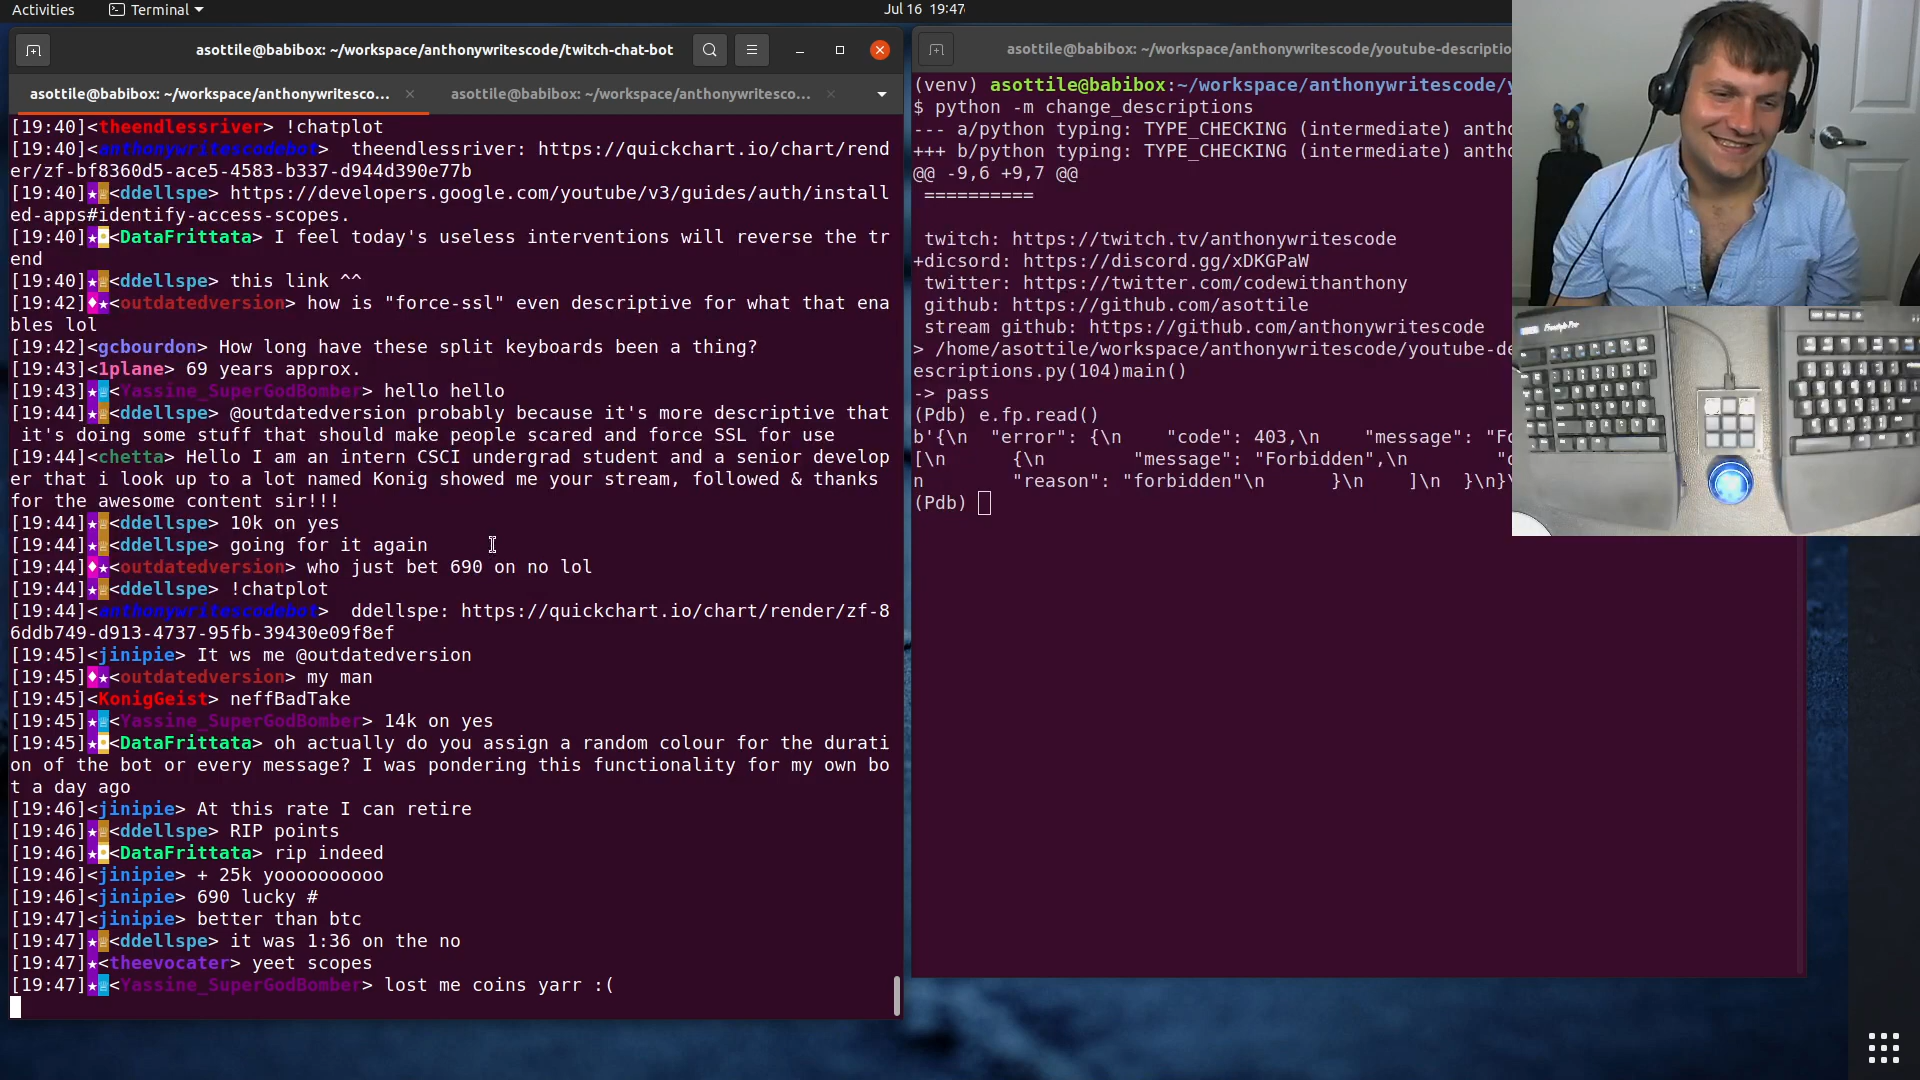 Activities
Terminal
Jul 16 19:47
asottile@babibox: ~/workspace/anthonywritescode/twitch-chat-bot
asottile@babibox: ~/workspace/anthonywritesco...
asottile@babibox: ~/workspace/anthonywritesco...
[19:40]<theendlessriver> !chatplot
[19:40]<anthonywritescodebot> theendlessriver: https://quickchart.io/chart/rend
er/zf-bf8360d5-ace5-4583-b337-d944d390e77b
[19:40]★<ddellspe> https://developers.google.com/youtube/v3/guides/auth/install
ed-apps#identify-access-scopes.
[19:40]★<DataFrittata> I feel today's useless interventions will reverse the tr
end
[19:40]★<ddellspe> this link ^^
[19:42]♦★<outdatedversion> how is "force-ssl" even descriptive for what that ena
bles lol
[19:42]<gcbourdon> How long have these split keyboards been a thing?
[19:43]<1plane> 69 years approx.
[19:43]★<Yassine_SuperGodBomber> hello hello
[19:44]★<ddellspe> @outdatedversion probably because it's more descriptive that
it's doing some stuff that should make people scared and force SSL for use
[19:44]<chetta> Hello I am an intern CSCI undergrad student and a senior develop
er that i look up to a lot named Konig showed me your stream, followed & thanks
for the awesome content sir!!!
[19:44]★<ddellspe> 10k on yes
[19:44]★<ddellspe> going for it again
[19:44]♦★<outdatedversion> who just bet 690 on no lol
[19:44]★<ddellspe> !chatplot
[19:44]<anthonywritescodebot> ddellspe: https://quickchart.io/chart/render/zf-8
6ddb749-d913-4737-95fb-39430e09f8ef
[19:45]<jinipie> It ws me @outdatedversion
[19:45]♦★<outdatedversion> my man
[19:45]<KonigGeist> neffBadTake
[19:45]★<Yassine_SuperGodBomber> 14k on yes
[19:45]★<DataFrittata> oh actually do you assign a random colour for the durati
on of the bot or every message? I was pondering this functionality for my own bo
t a day ago
[19:46]<jinipie> At this rate I can retire
[19:46]★<ddellspe> RIP points
[19:46]★<DataFrittata> rip indeed
[19:46]<jinipie> + 25k yoooooooooo
[19:46]<jinipie> 690 lucky #
[19:47]<jinipie> better than btc
[19:47]★<ddellspe> it was 1:36 on the no
[19:47]★<theevocater> yeet scopes
[19:47]★<Yassine_SuperGodBomber> lost me coins yarr :(
asottile@babibox: ~/workspace/anthonywritescode/youtube-descriptio
(venv) asottile@babibox:~/workspace/anthonywritescode/y
$ python -m change_descriptions
--- a/python typing: TYPE_CHECKING (intermediate) antho
+++ b/python typing: TYPE_CHECKING (intermediate) antho
@@ -9,6 +9,7 @@
==========
twitch: https://twitch.tv/anthonywritescode
+dicsord: https://discord.gg/xDKGPaW
twitter: https://twitter.com/codewithanthony
github: https://github.com/asottile
stream github: https://github.com/anthonywritescode
> /home/asottile/workspace/anthonywritescode/youtube-de
escriptions.py(104)main()
-> pass
(Pdb) e.fp.read()
b'{\n  "error": {\n    "code": 403,\n    "message": "Fo
[\n      {\n        "message": "Forbidden",\n        "d
n        "reason": "forbidden"\n      }\n    ]\n  }\n}\
(Pdb)
Freestyle Pro